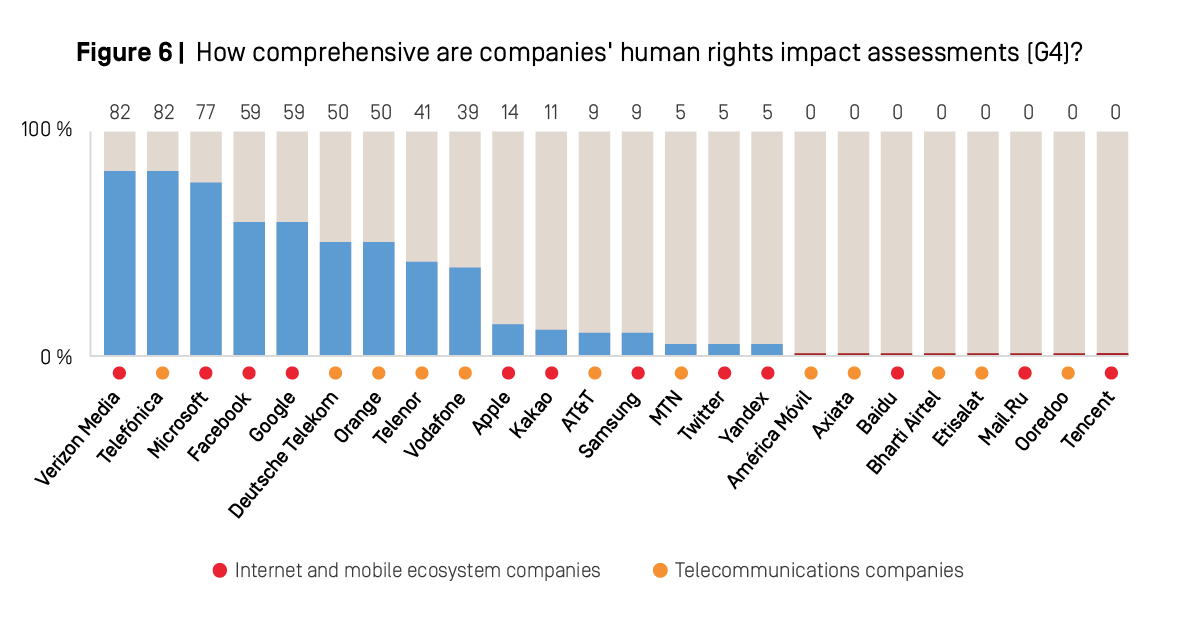 Figure 6 | How comprehensive are companies' human rights impact assessments (G4)?
82 82 77 59 59 50 50 41 39 14 11 9 9 5 5 5 0 0 0 0 0 0 0 0
100 %
0 %
Verizon Media
Telefónica
Microsoft
Facebook
Google
Deutsche Telekom
Orange
Telenor
Vodafone
Apple
Kakao
AT&T
Samsung
MTN
Twitter
Yandex
América Móvil
Axiata
Baidu
Bharti Airtel
Etisalat
Mail.Ru
Ooredoo
Tencent
Internet and mobile ecosystem companies
Telecommunications companies